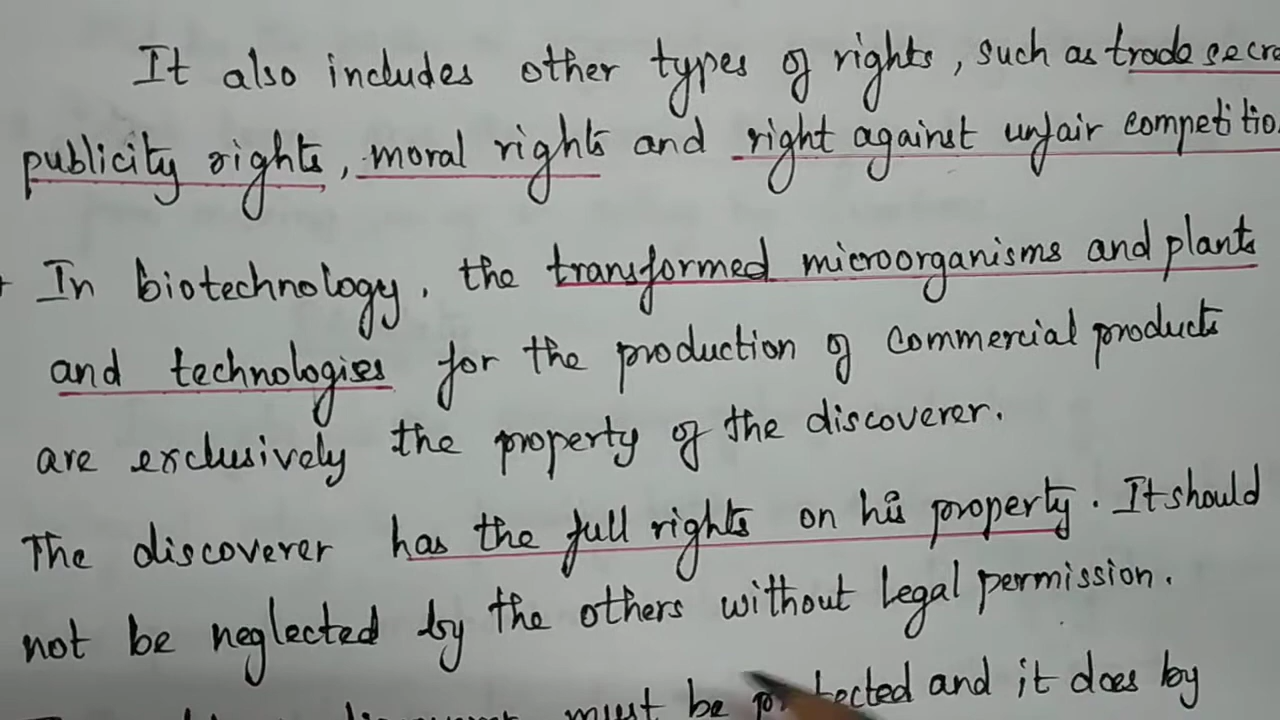 It also includes other types of rights, such as trade secre
publicity rights, moral rights and right against unfair competitio
In biotechnology, the transformed microorganisms and plants
and technologies for the production of commercial products
are exclusively the property of the discoverer.
The discoverer has the full rights on his property. It should
not be neglected by the others without legal permission.
must be protected and it does by